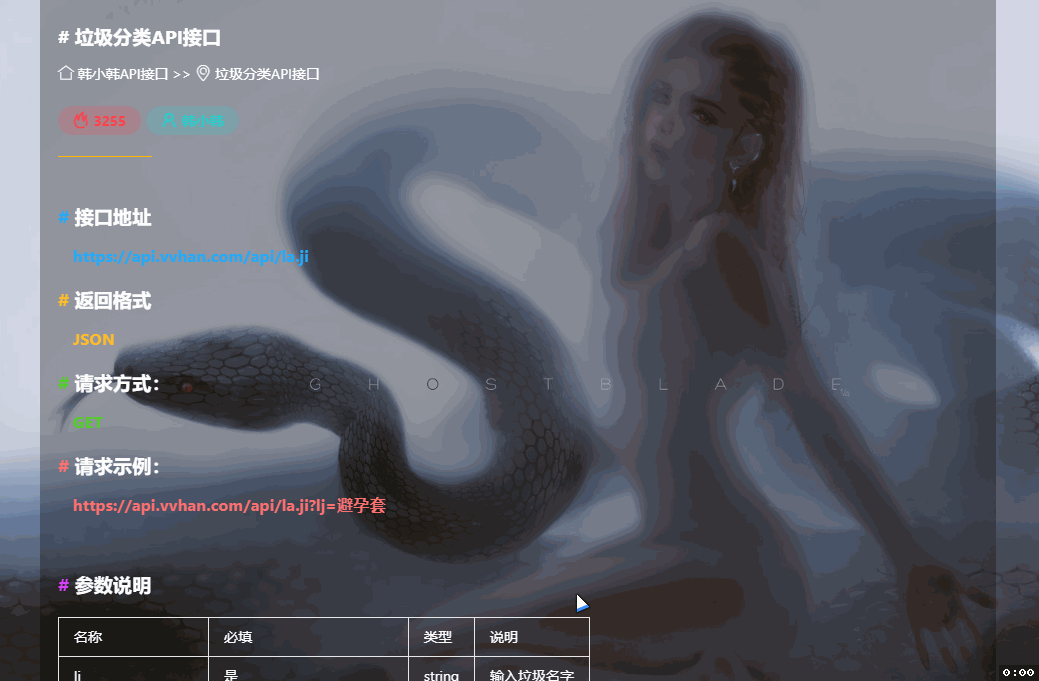 # 垃圾分类API接口
韩小韩API接口 >> 垃圾分类API接口
3255 韩小韩
# 接口地址
https://api.vvhan.com/api/la.ji
# 返回格式
JSON
# 请求方式：
GET
GHOSTBLADE
# 请求示例：
https://api.vvhan.com/api/la.ji?lj=避孕套
# 参数说明
名称 必填 类型 说明
lj 是 string 输入垃圾名字
0:00